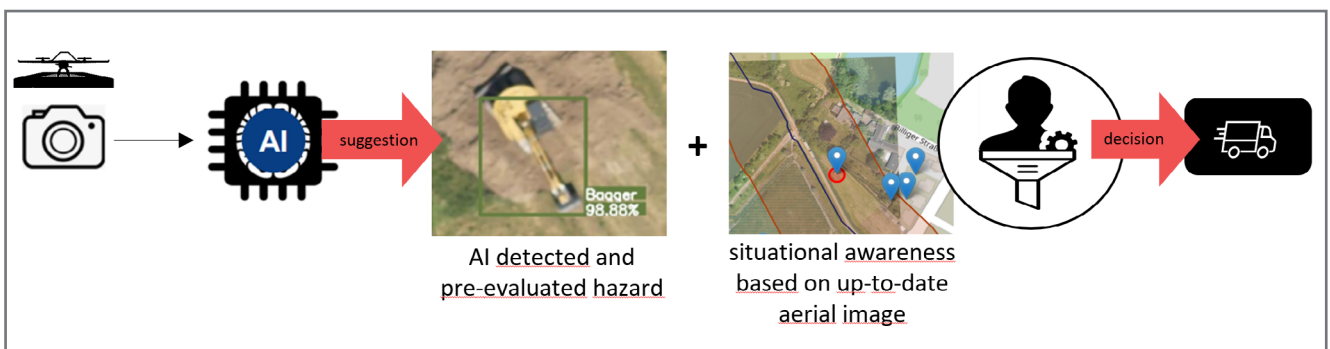 AI
suggestion
Bagger
98.88%
AI detected and
pre-evaluated hazard
+
situational awareness
based on up-to-date
aerial image
decision